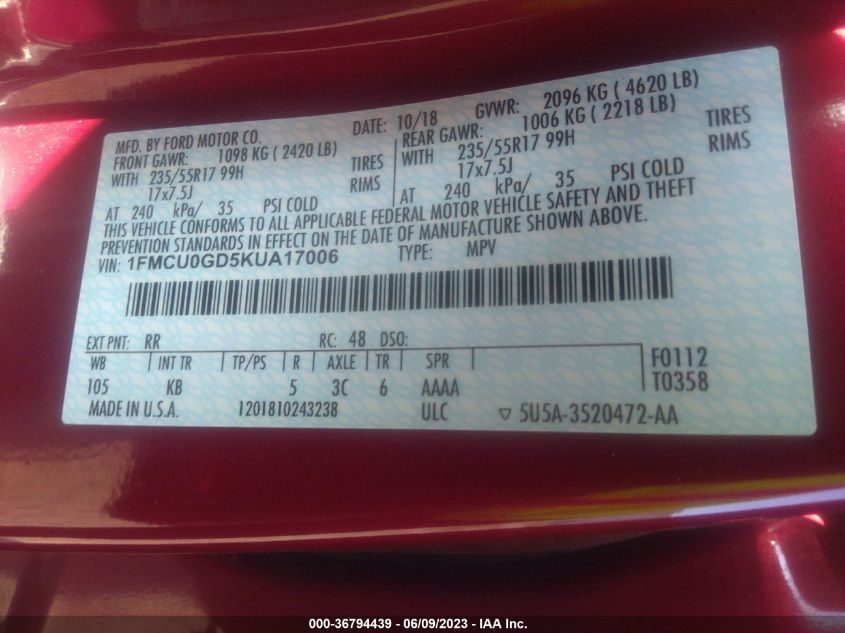 MFD. BY FORD MOTOR CO. DATE: 10/18 GVWR: 2096 KG ( 4620 LB)
FRONT GAWR: 1098 KG ( 2420 LB) REAR GAWR: 1006 KG ( 2218 LB)
WITH 235/55R17 99H TIRES WITH 235/55R17 99H TIRES
17x7.5J RIMS 17x7.5J RIMS
AT 240 kPa/ 35 PSI COLD AT 240 kPa/ 35 PSI COLD
THIS VEHICLE CONFORMS TO ALL APPLICABLE FEDERAL MOTOR VEHICLE SAFETY AND THEFT
PREVENTION STANDARDS IN EFFECT ON THE DATE OF MANUFACTURE SHOWN ABOVE.
VIN: 1FMCU0GD5KUA17006 TYPE: MPV
EXT PNT: RR RC: 48 DSO:
WB INT TR TP/PS R AXLE TR SPR F0112
105 KB 5 3C 6 AAAA T0358
MADE IN U.S.A. 1201810243238 ULC ▽ 5U5A-3520472-AA
000-36794439 - 06/09/2023 - IAA Inc.